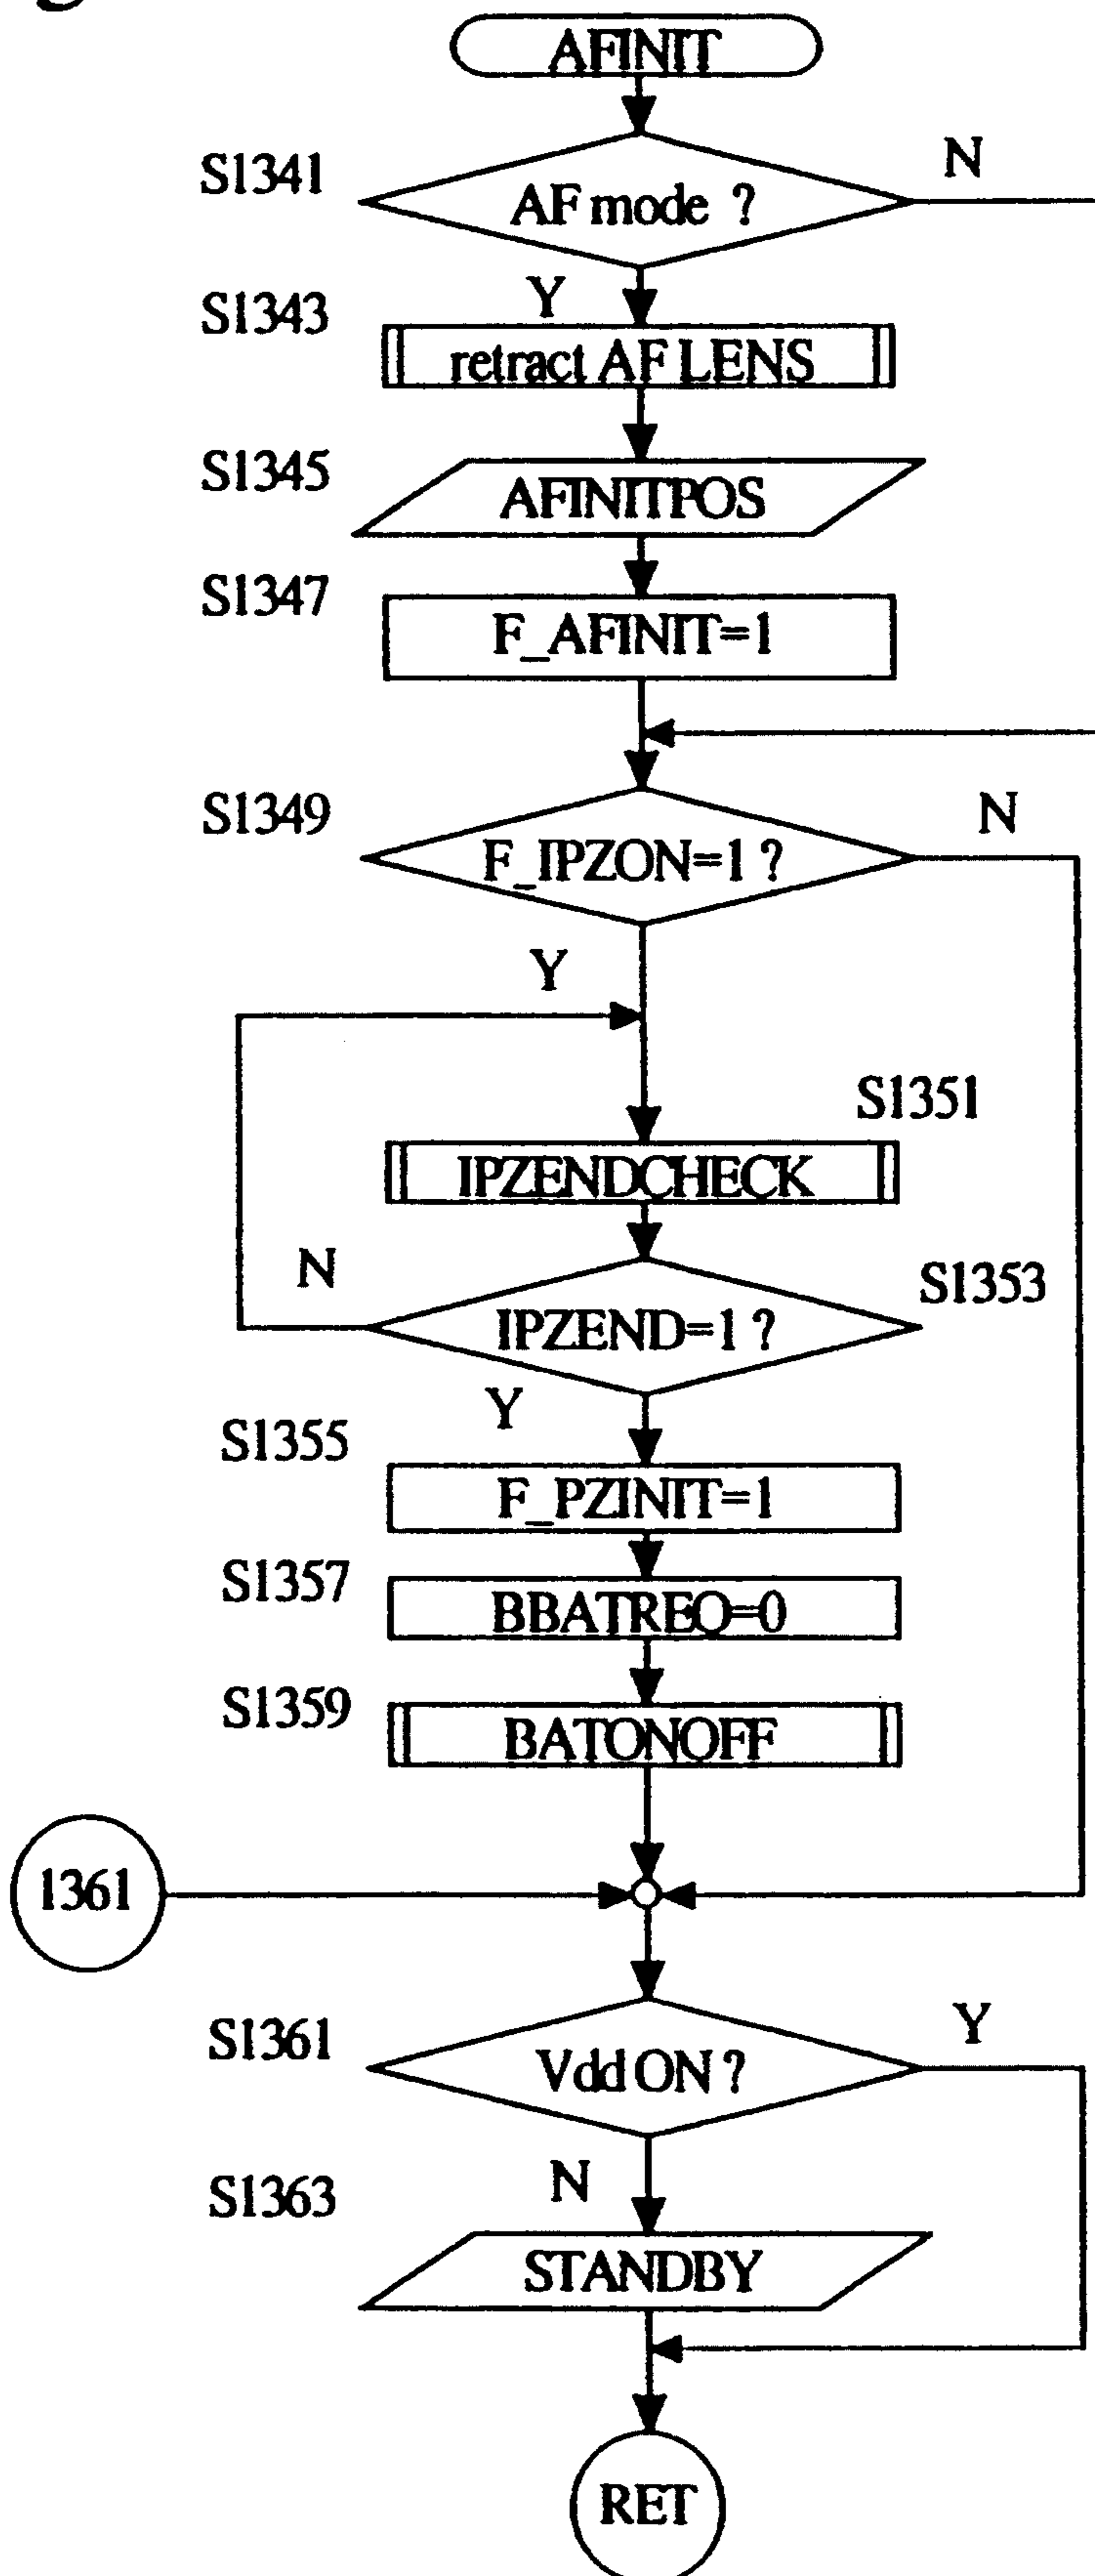 AFINIT
S1341
AF mode ?
N
Y
S1343
retract AF LENS
S1345
AFINITPOS
S1347
F_AFINIT=1
S1349
F_IPZON=1 ?
N
Y
S1351
IPZENDCHECK
N
S1353
IPZEND=1 ?
Y
S1355
F_PZINIT=1
S1357
BBATREQ=0
S1359
BATONOFF
1361
S1361
Vdd ON ?
Y
N
S1363
STANDBY
RET